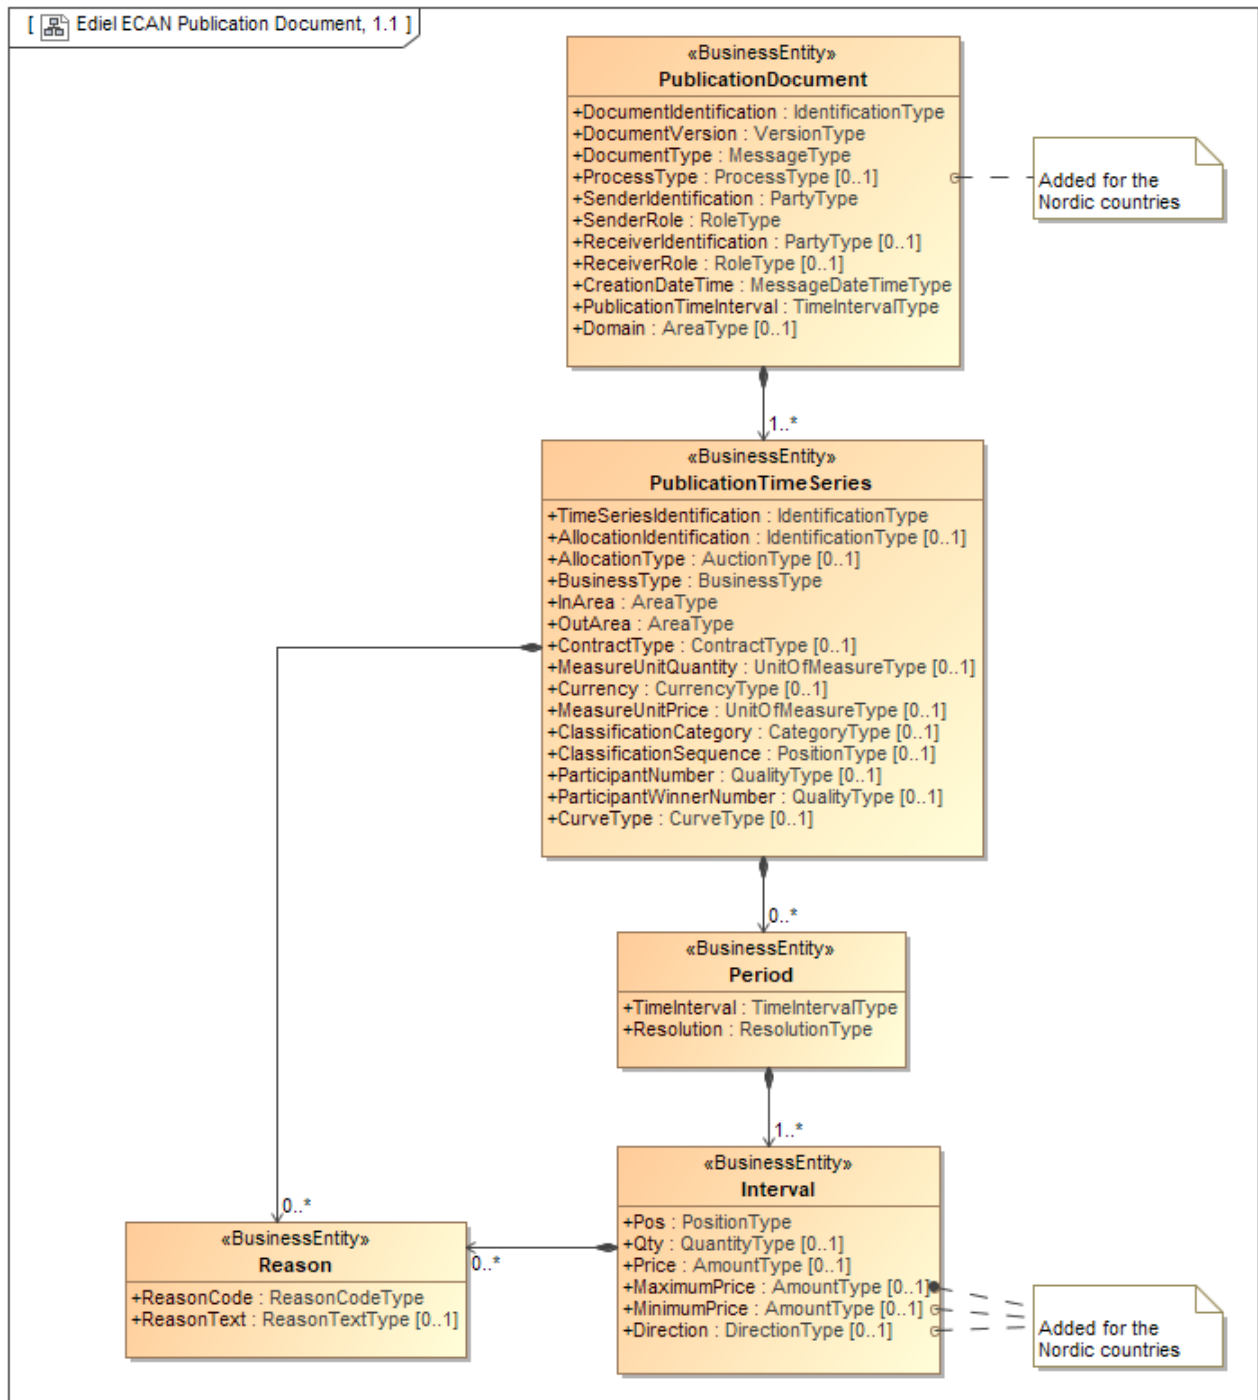 [ Ediel ECAN Publication Document, 1.1 ]
«BusinessEntity»
PublicationDocument
+DocumentIdentification : IdentificationType
+DocumentVersion : VersionType
+DocumentType : MessageType
+ProcessType : ProcessType [0..1]
+SenderIdentification : PartyType
+SenderRole : RoleType
+ReceiverIdentification : PartyType [0..1]
+ReceiverRole : RoleType [0..1]
+CreationDateTime : MessageDateTimeType
+PublicationTimeInterval : TimeIntervalType
+Domain : AreaType [0..1]
Added for the
Nordic countries
1..*
«BusinessEntity»
PublicationTimeSeries
+TimeSeriesIdentification : IdentificationType
+AllocationIdentification : IdentificationType [0..1]
+AllocationType : AuctionType [0..1]
+BusinessType : BusinessType
+InArea : AreaType
+OutArea : AreaType
+ContractType : ContractType [0..1]
+MeasureUnitQuantity : UnitOfMeasureType [0..1]
+Currency : CurrencyType [0..1]
+MeasureUnitPrice : UnitOfMeasureType [0..1]
+ClassificationCategory : CategoryType [0..1]
+ClassificationSequence : PositionType [0..1]
+ParticipantNumber : QualityType [0..1]
+ParticipantWinnerNumber : QualityType [0..1]
+CurveType : CurveType [0..1]
0..*
«BusinessEntity»
Period
+TimeInterval : TimeIntervalType
+Resolution : ResolutionType
1..*
«BusinessEntity»
Interval
+Pos : PositionType
+Qty : QuantityType [0..1]
+Price : AmountType [0..1]
+MaximumPrice : AmountType [0..1]
+MinimumPrice : AmountType [0..1]
+Direction : DirectionType [0..1]
Added for the
Nordic countries
0..*
0..*
«BusinessEntity»
Reason
+ReasonCode : ReasonCodeType
+ReasonText : ReasonTextType [0..1]